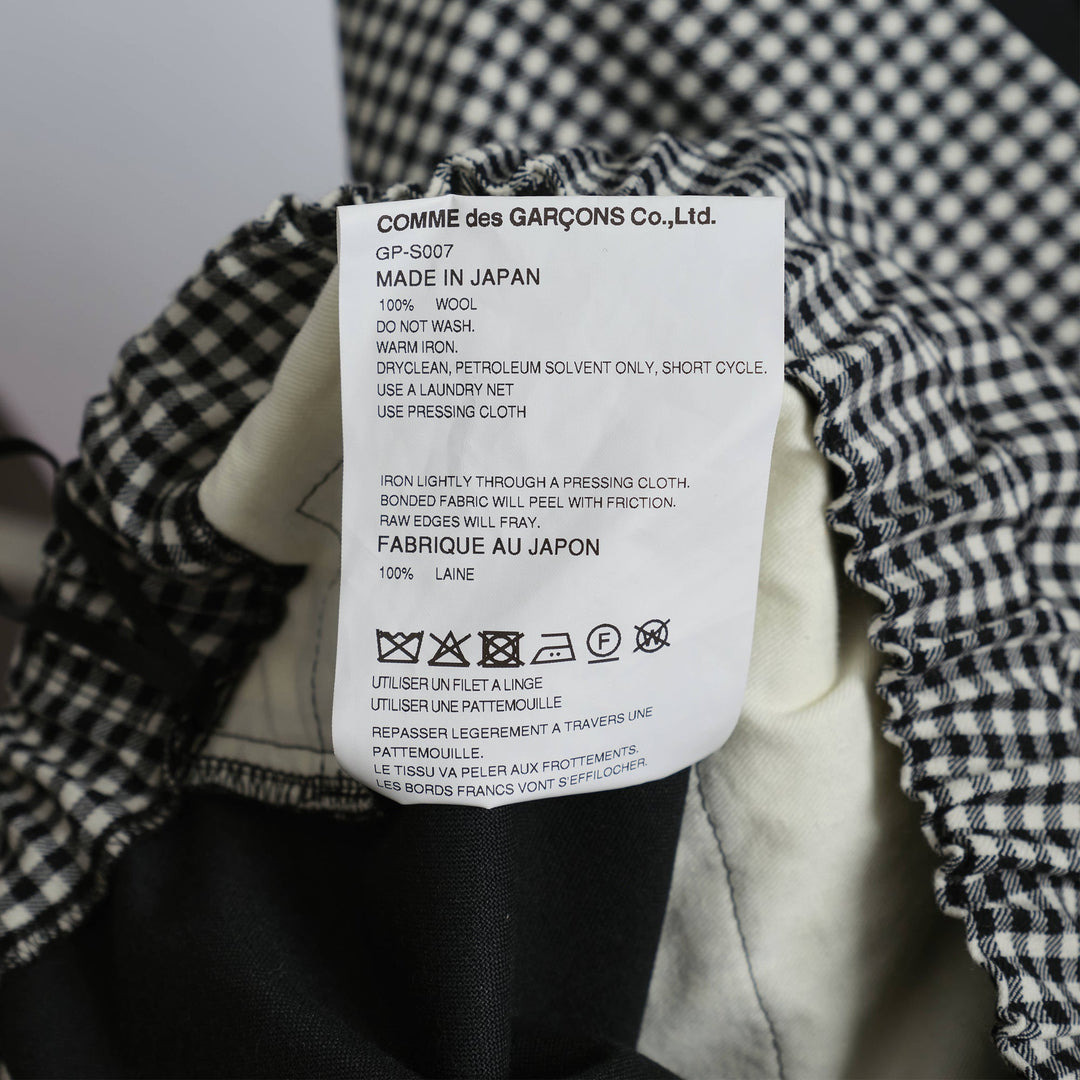 COMME des GARÇONS Co.,Ltd.
GP-S007
MADE IN JAPAN
100% WOOL
DO NOT WASH.
WARM IRON.
DRYCLEAN, PETROLEUM SOLVENT ONLY, SHORT CYCLE.
USE A LAUNDRY NET
USE PRESSING CLOTH
IRON LIGHTLY THROUGH A PRESSING CLOTH.
BONDED FABRIC WILL PEEL WITH FRICTION.
RAW EDGES WILL FRAY.
FABRIQUE AU JAPON
100% LAINE
F W
UTILISER UN FILET A LINGE
UTILISER UNE PATTEMOUILLE
REPASSER LEGEREMENT A TRAVERS UNE
PATTEMOUILLE.
LE TISSU VA PELER AUX FROTTEMENTS.
LES BORDS FRANCS VONT S'EFFILOCHER.